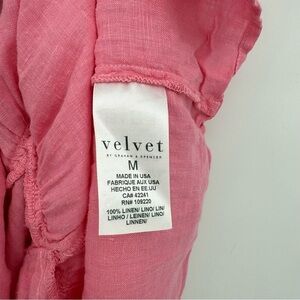 velvet
BY GRAHAM & SPENCER
M
MADE IN USA
FABRIQUE AUX USA
HECHO EN EE.UU
CA# 42241
RN# 109220
100% LINEN/ LINO/ LIN/
LINHO / LEINEN/ LINO/
LINNEN/